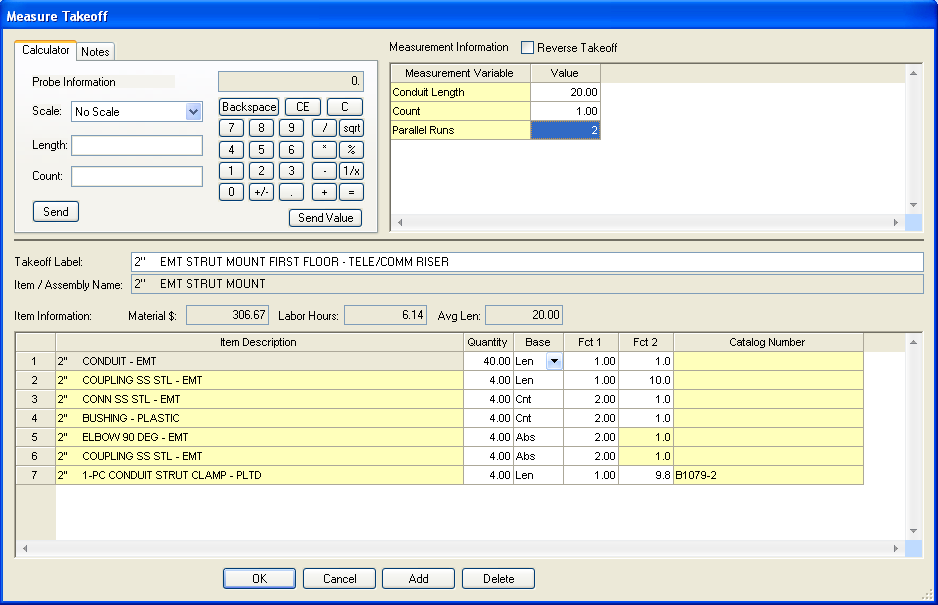 Measure Takeoff
Calculator Notes
Probe Information
Scale: No Scale
Length:
Count:
Send
0.
Backspace CE C
7 8 9 / sqrt
4 5 6 * %
1 2 3 - 1/x
0 +/- . + =
Send Value
Measurement Information Reverse Takeoff
Measurement Variable Value
Conduit Length 20.00
Count 1.00
Parallel Runs 2
Takeoff Label: 2" EMT STRUT MOUNT FIRST FLOOR - TELE/COMM RISER
Item / Assembly Name: 2" EMT STRUT MOUNT
Item Information: Material $: 306.67 Labor Hours: 6.14 Avg Len: 20.00
Item Description Quantity Base Fct 1 Fct 2 Catalog Number
1 2" CONDUIT - EMT 40.00 Len 1.00 1.0
2 2" COUPLING SS STL - EMT 4.00 Len 1.00 10.0
3 2" CONN SS STL - EMT 4.00 Cnt 2.00 1.0
4 2" BUSHING - PLASTIC 4.00 Cnt 2.00 1.0
5 2" ELBOW 90 DEG - EMT 4.00 Abs 2.00 1.0
6 2" COUPLING SS STL - EMT 4.00 Abs 2.00 1.0
7 2" 1-PC CONDUIT STRUT CLAMP - PLTD 4.00 Len 1.00 9.8 B1079-2
OK Cancel Add Delete